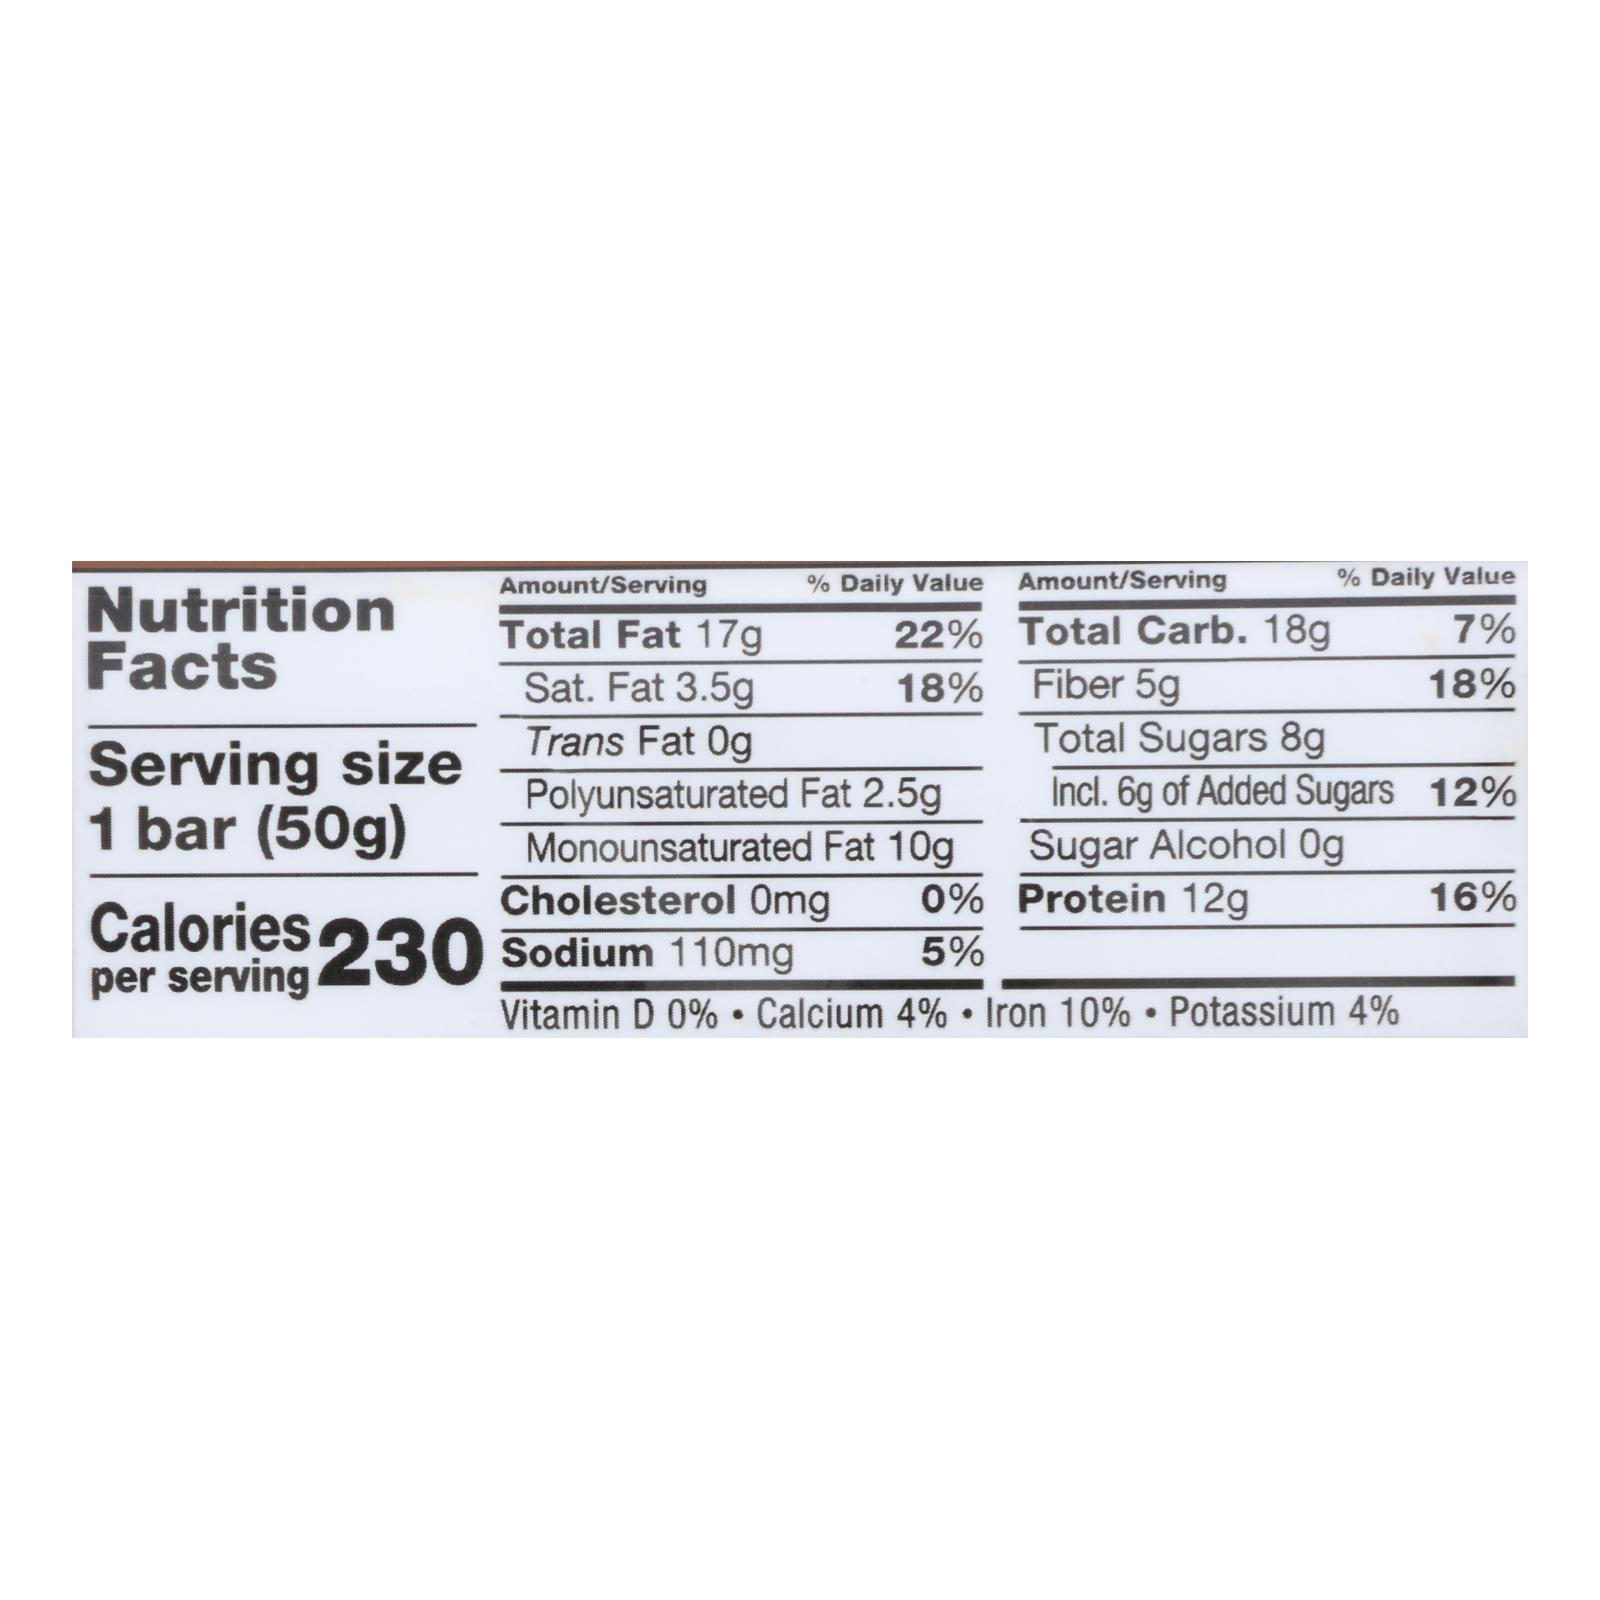 Nutrition
Facts
Serving size
1 bar (50g)
Calories 230
per serving
Amount/Serving % Daily Value
Total Fat 17g 22%
Sat. Fat 3.5g 18%
Trans Fat 0g
Polyunsaturated Fat 2.5g
Monounsaturated Fat 10g
Cholesterol 0mg 0%
Sodium 110mg 5%
Amount/Serving % Daily Value
Total Carb. 18g 7%
Fiber 5g 18%
Total Sugars 8g
Incl. 6g of Added Sugars 12%
Sugar Alcohol 0g
Protein 12g 16%
Vitamin D 0% • Calcium 4% • Iron 10% • Potassium 4%